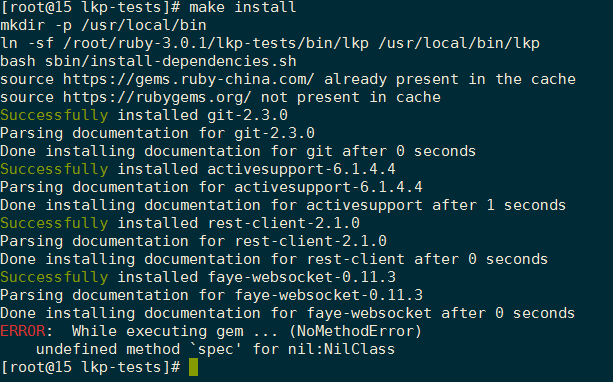 [root@15 lkp-tests]# make install
mkdir -p /usr/local/bin
ln -sf /root/ruby-3.0.1/lkp-tests/bin/lkp /usr/local/bin/lkp
bash sbin/install-dependencies.sh
source https://gems.ruby-china.com/ already present in the cache
source https://rubygems.org/ not present in cache
Successfully installed git-2.3.0
Parsing documentation for git-2.3.0
Done installing documentation for git after 0 seconds
Successfully installed activesupport-6.1.4.4
Parsing documentation for activesupport-6.1.4.4
Done installing documentation for activesupport after 1 seconds
Successfully installed rest-client-2.1.0
Parsing documentation for rest-client-2.1.0
Done installing documentation for rest-client after 0 seconds
Successfully installed faye-websocket-0.11.3
Parsing documentation for faye-websocket-0.11.3
Done installing documentation for faye-websocket after 0 seconds
ERROR:  While executing gem ... (NoMethodError)
    undefined method `spec' for nil:NilClass
[root@15 lkp-tests]#